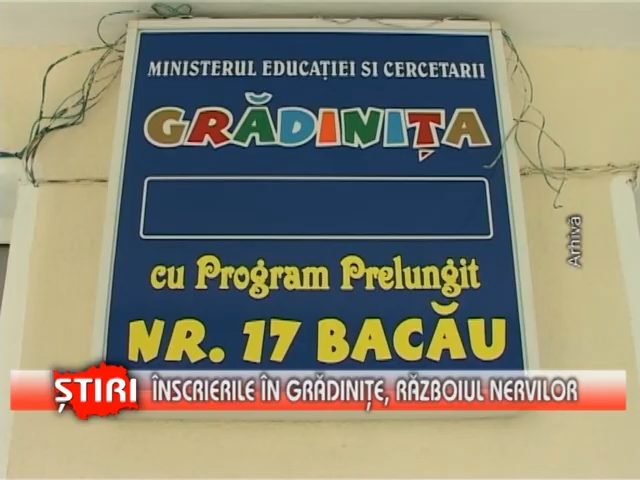 MINISTERUL EDUCAȚIEI SI CERCETARII
GRĂDINIȚA
cu Program Prelungit
NR. 17 BACĂU
Arhivă
ȘTIRI ÎNSCRIERILE ÎN GRĂDINIȚE, RĂZBOIUL NERVILOR